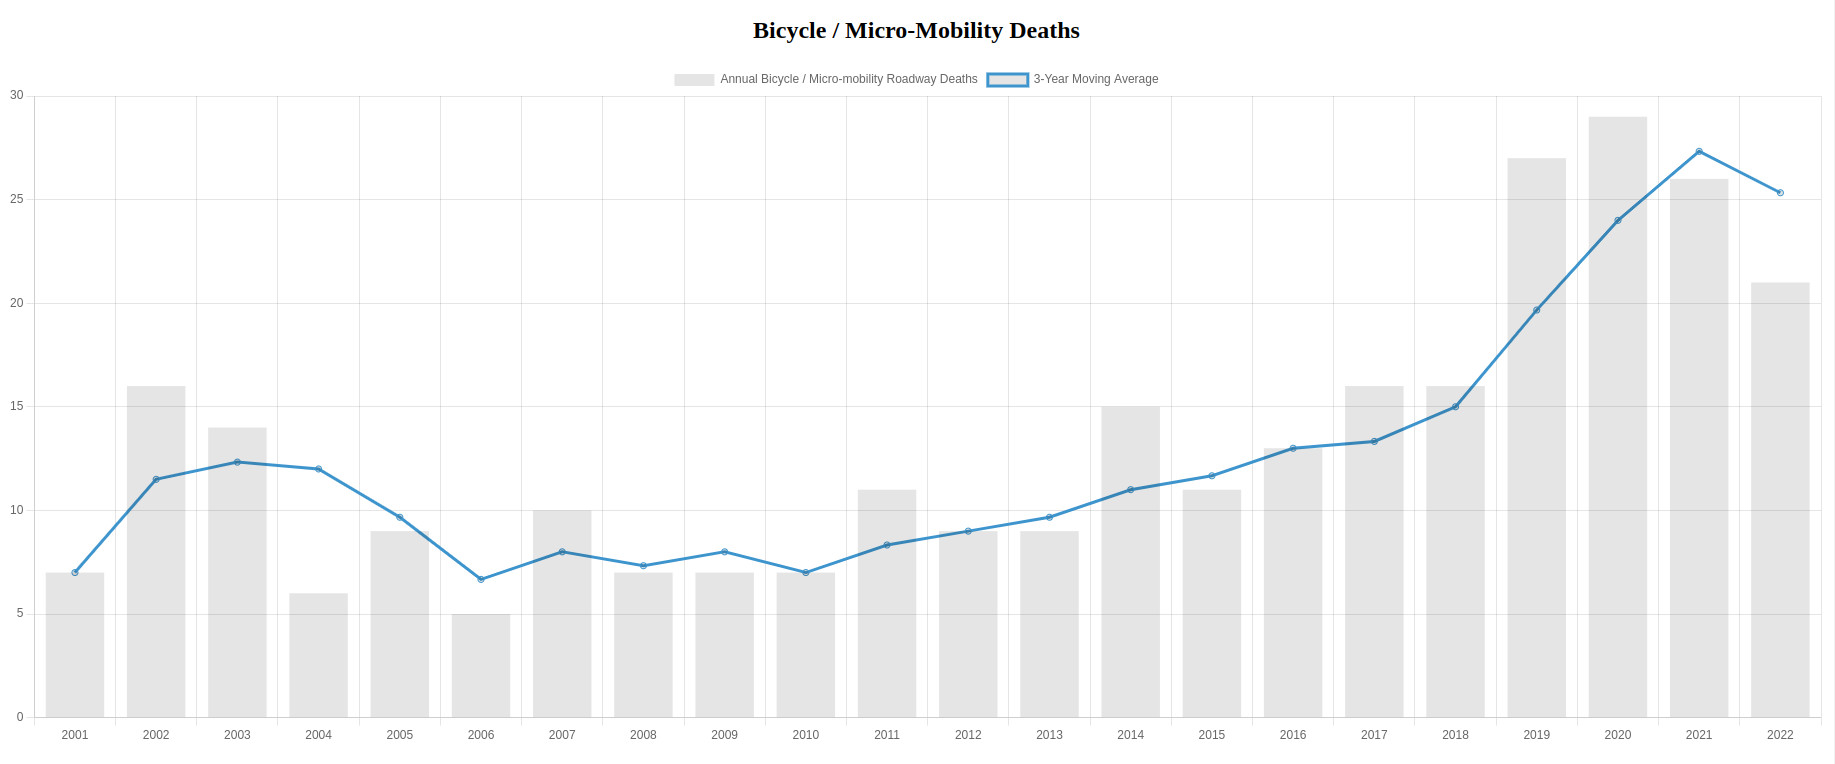 Bicycle / Micro-Mobility Deaths
Annual Bicycle / Micro-mobility Roadway Deaths 3-Year Moving Average
30
25
20
15
10
5
0
2001 2002 2003 2004 2005 2006 2007 2008 2009 2010 2011 2012 2013 2014 2015 2016 2017 2018 2019 2020 2021 2022